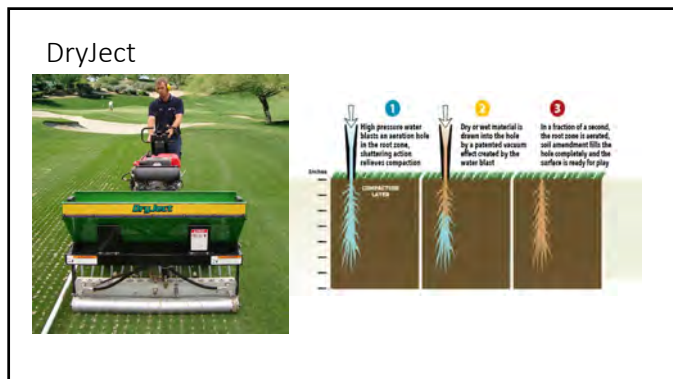 DryJect
DryJect
1
High pressure water
blasts an aeration hole
in the root zone,
shattering action
relieves compaction
2
Dry or wet material is
drawn into the hole
by a patented vacuum
effect created by the
water blast
3
In a fraction of a second,
the root zone is aerated,
soil amendment fills the
hole completely and the
surface is ready for play
Inches
COMPACTION
LAYER